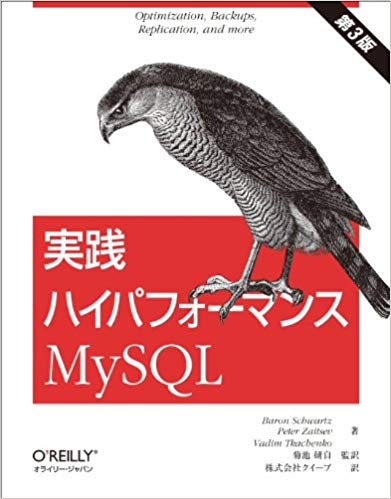 Optimization, Backups,
Replication, and more
第3版
実践
ハイパフォーマンス
MySQL
Baron Schwartz
Peter Zaitsev 著
Vadim Tkachenko
菊池 研自 監訳
株式会社クイープ 訳
O'REILLY®
オライリー・ジャパン